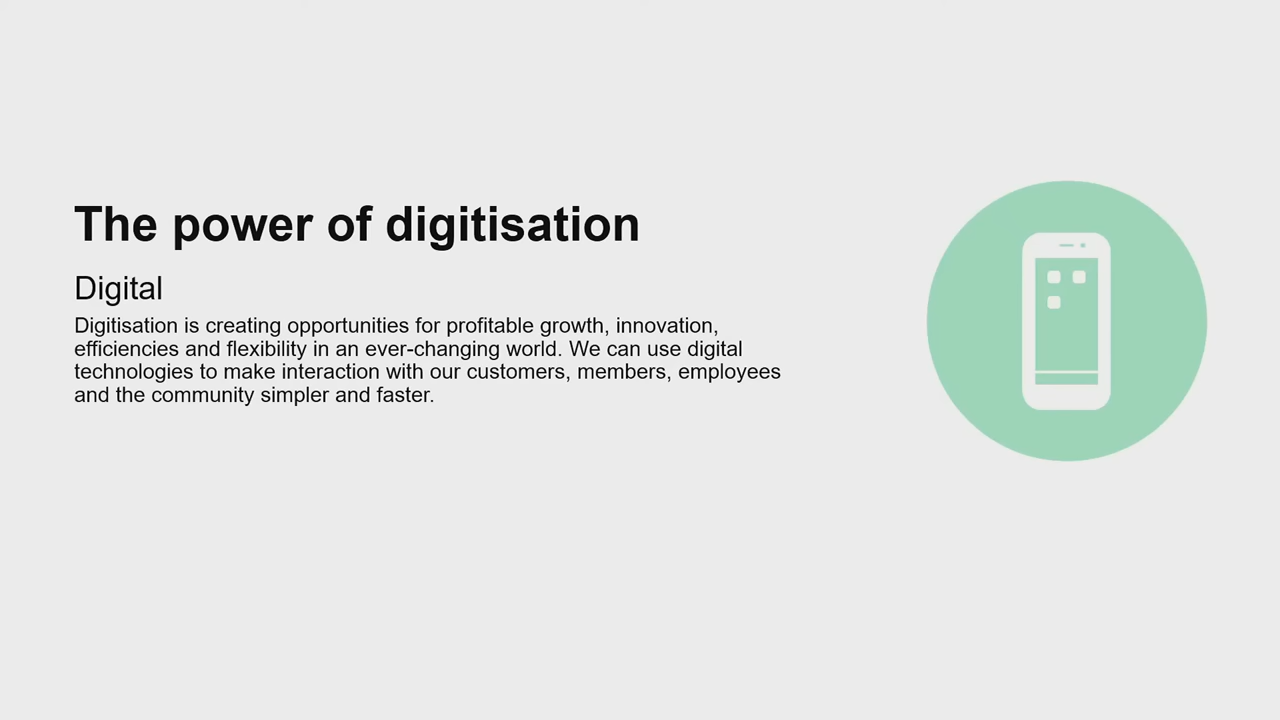 The power of digitisation
Digital
Digitisation is creating opportunities for profitable growth, innovation,
efficiencies and flexibility in an ever-changing world. We can use digital
technologies to make interaction with our customers, members, employees
and the community simpler and faster.